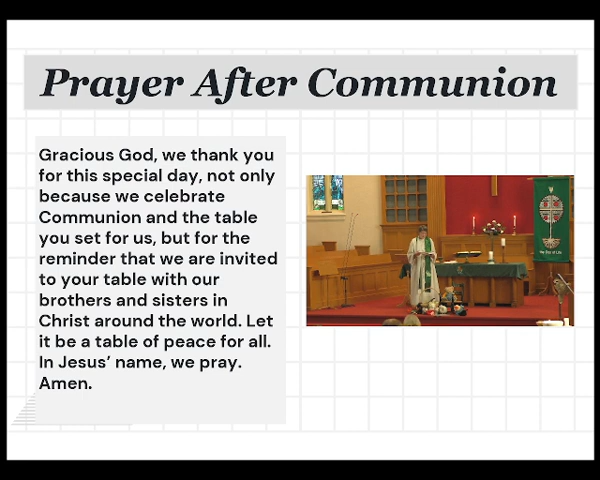 Prayer After Communion
Gracious God, we thank you
for this special day, not only
because we celebrate
Communion and the table
you set for us, but for the
reminder that we are invited
to your table with our
brothers and sisters in
Christ around the world. Let
it be a table of peace for all.
In Jesus’ name, we pray.
Amen.